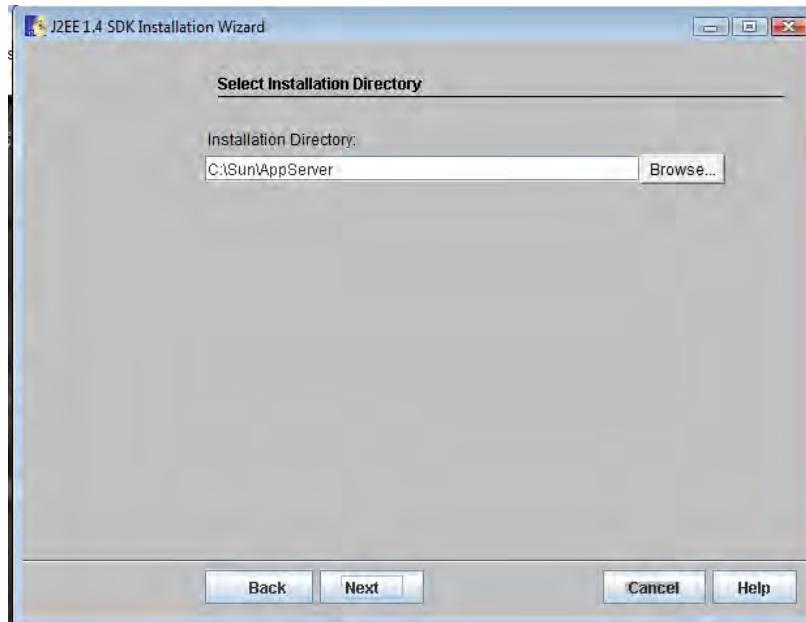 J2EE 1.4 SDK Installation Wizard
Select Installation Directory
Installation Directory:
C:\Sun\AppServer Browse...
Back Next Cancel Help